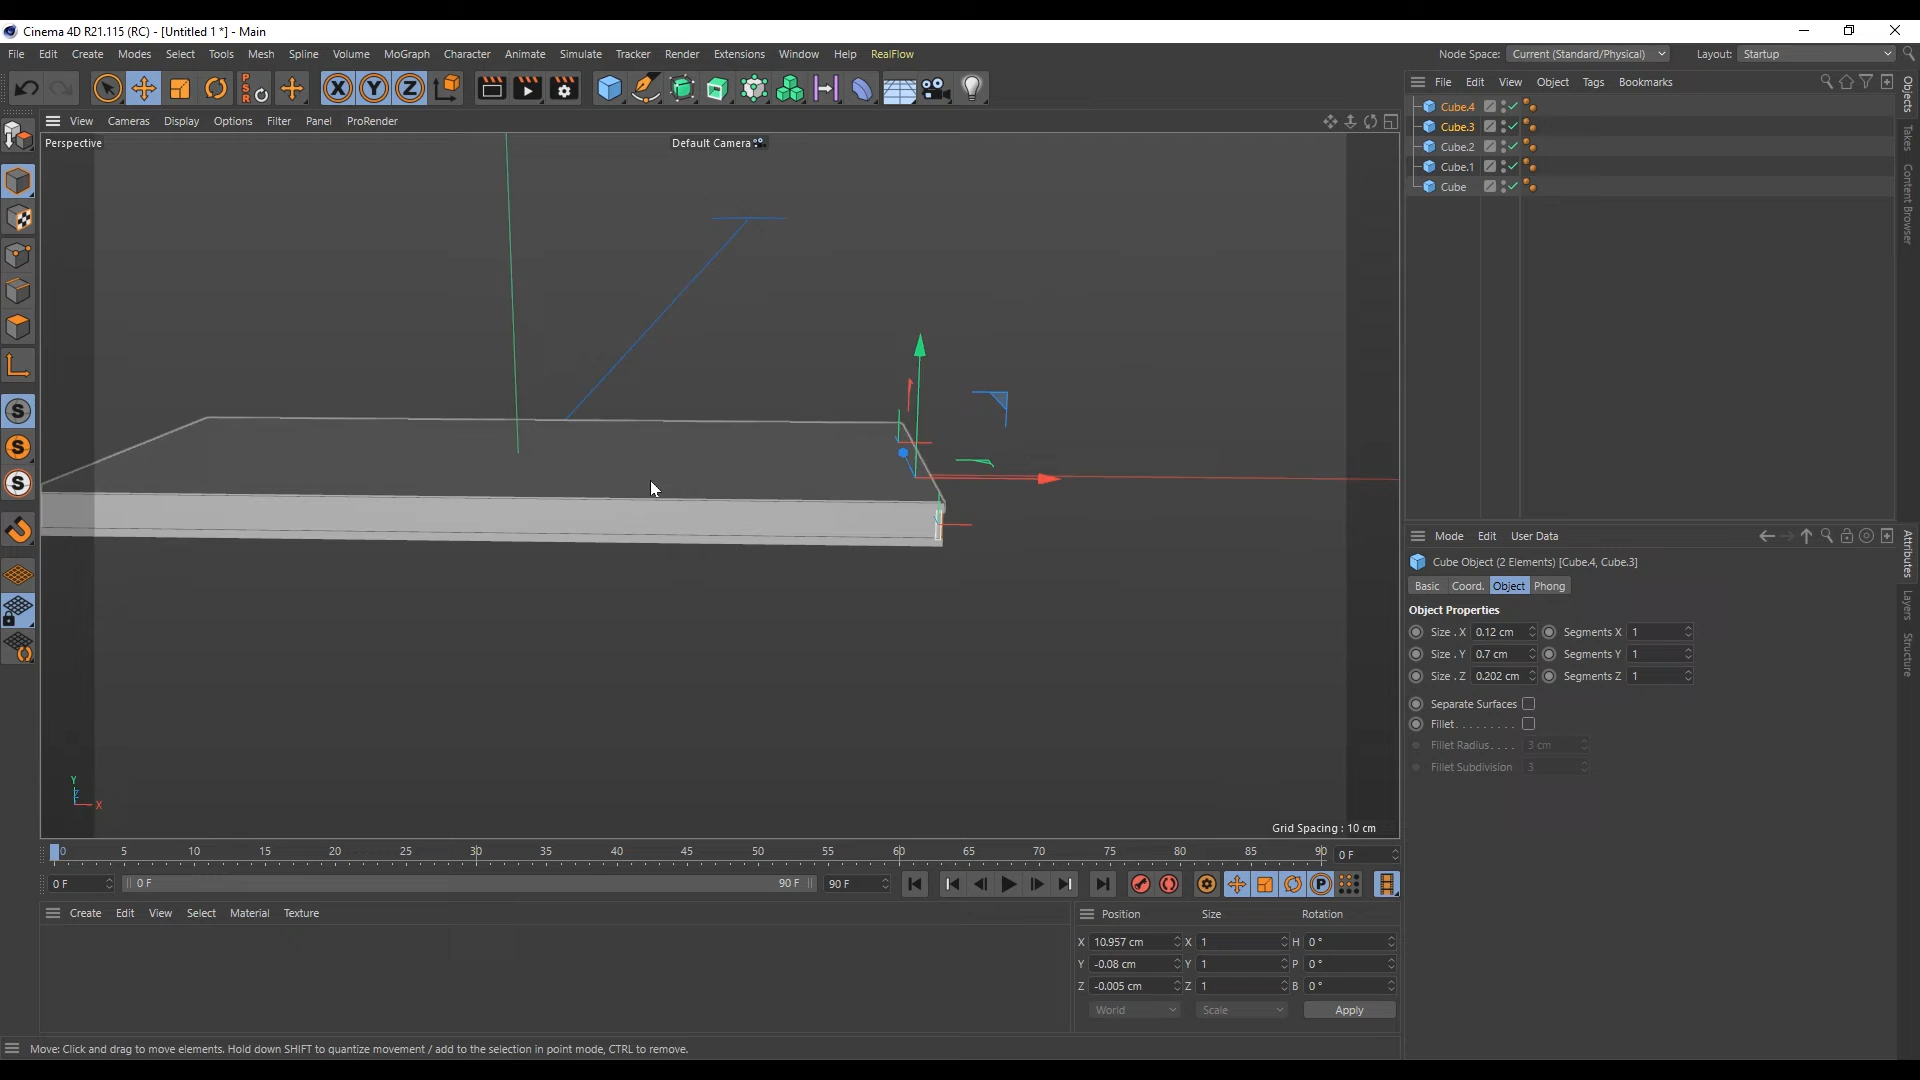 Cinema 4D R21.115 (RC) - [Untitled 1 *] - Main
File Edit Create Modes Select Tools Mesh Spline Volume MoGraph Character Animate Simulate Tracker Render Extensions Window Help RealFlow
Node Space: Current (Standard/Physical) Layout: Startup
File Edit View Object Tags Bookmarks
View Cameras Display Options Filter Panel ProRender
Perspective
Default Camera
Cube.4
Cube.3
Cube.2
Cube.1
Cube
Objects
Takes
Content Browser
Mode Edit User Data
Cube Object (2 Elements) [Cube.4, Cube.3]
Basic Coord. Object Phong
Object Properties
Size . X 0.12 cm Segments X 1
Size . Y 0.7 cm Segments Y 1
Size . Z 0.202 cm Segments Z 1
Separate Surfaces
Fillet. . . . . . . . .
Fillet Radius. . . . 3 cm
Fillet Subdivision 3
Attributes
Layers
Structure
Y
Z
X
Grid Spacing : 10 cm
0 5 10 15 20 25 30 35 40 45 50 55 60 65 70 75 80 85 90 0 F
0 F 0 F 90 F 90 F
Create Edit View Select Material Texture
Position Size Rotation
X 10.957 cm X 1 H 0 °
Y -0.08 cm Y 1 P 0 °
Z -0.005 cm Z 1 B 0 °
World Scale Apply
Move: Click and drag to move elements. Hold down SHIFT to quantize movement / add to the selection in point mode, CTRL to remove.